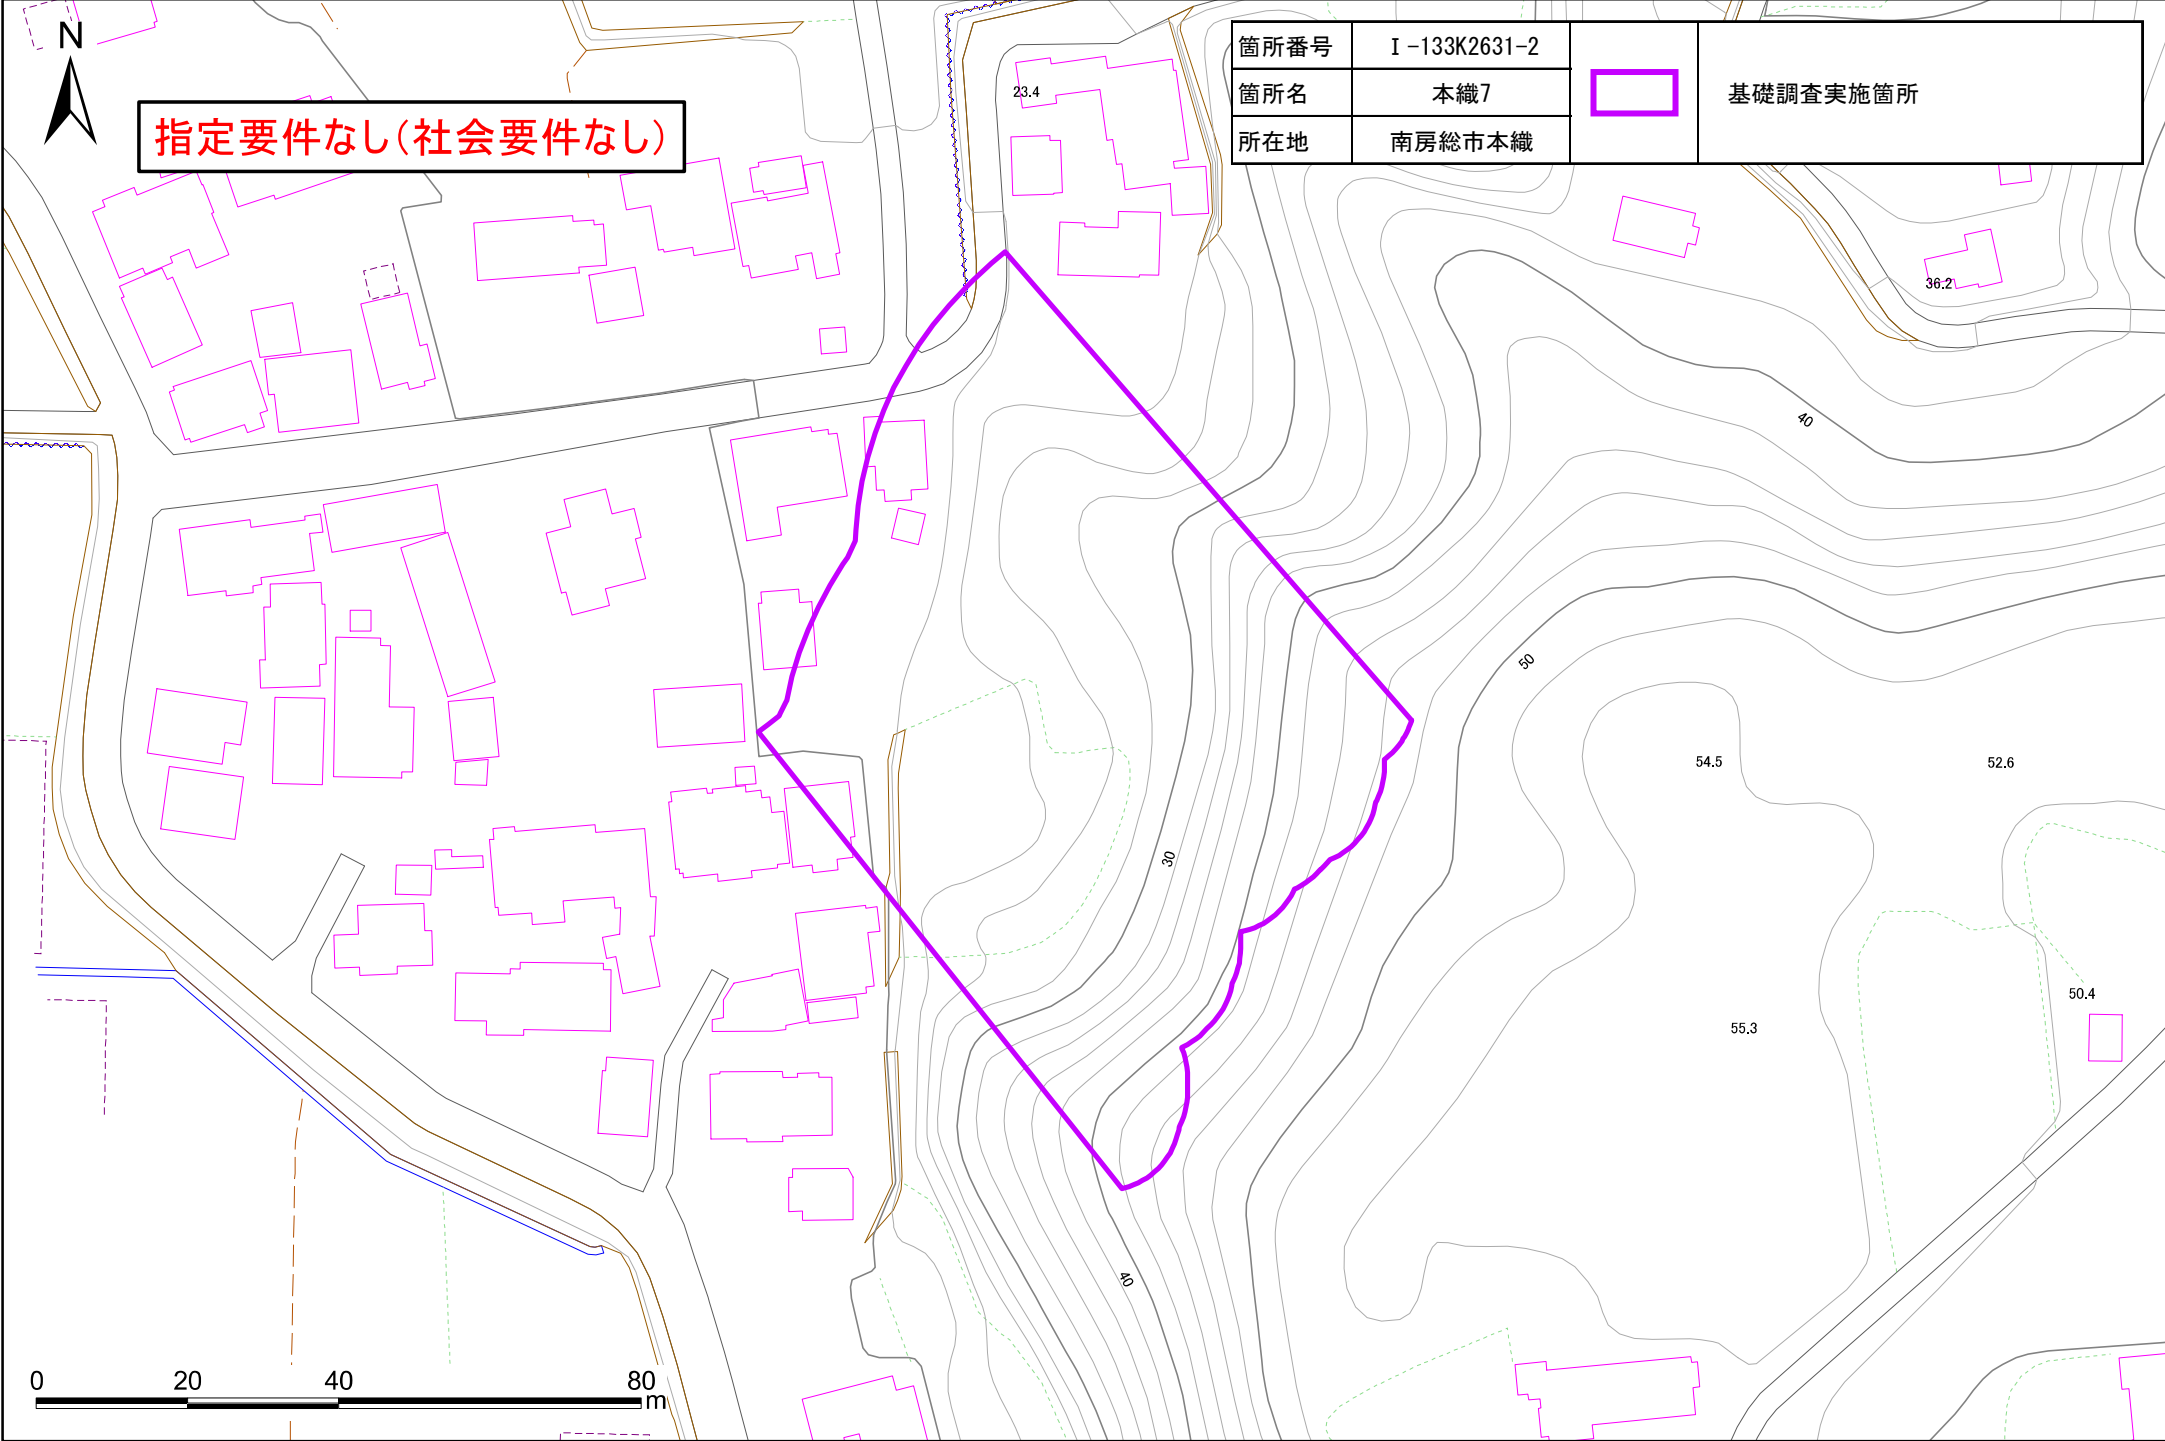 N
指定要件なし(社会要件なし)
箇所番号 Ⅰ-133K2631-2
箇所名 本織7
所在地 南房総市本織
基礎調査実施箇所
23.4
36.2
40
50
54.5
52.6
30
50.4
55.3
40
0 20 40 80
m